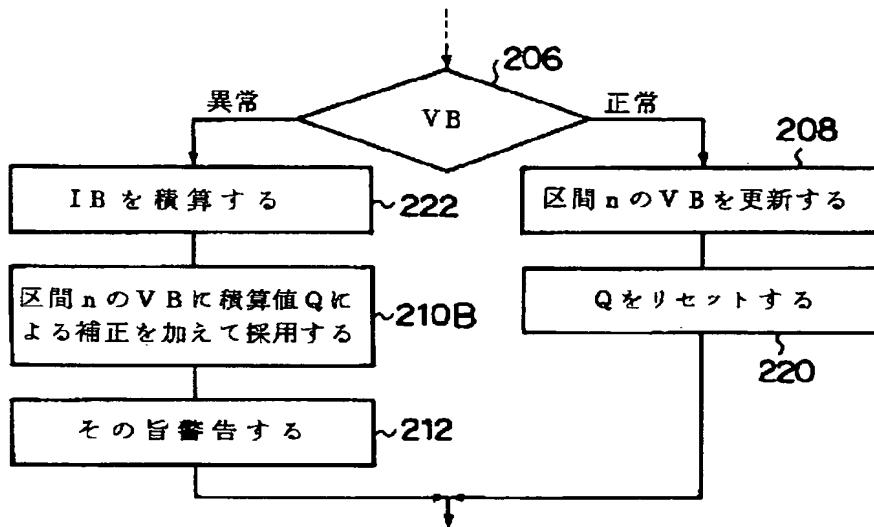 206
異常
VB
正常
208
IBを積算する
222
区間nのVBを更新する
区間nのVBに積算値Qに
よる補正を加えて採用する
210B
Qをリセットする
220
その旨警告する
212